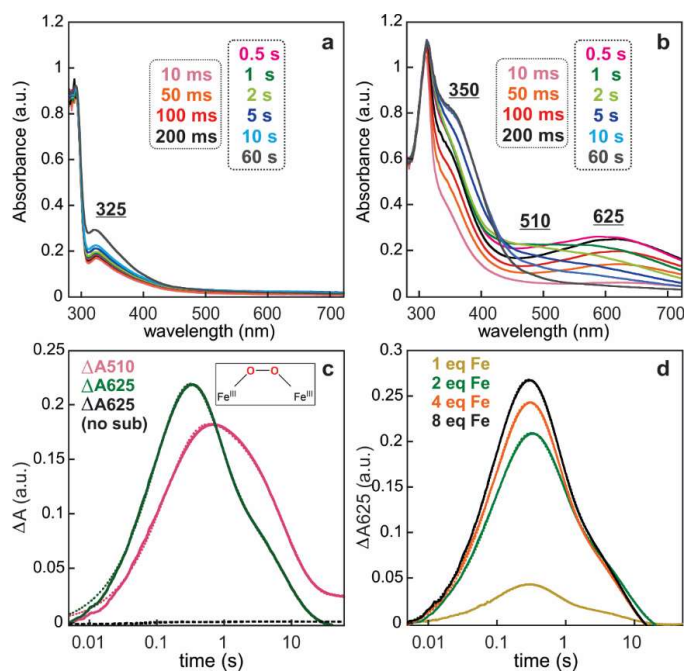 a
Absorbance (a.u.)
1.2
1
0.8
0.6
0.4
0.2
0
10 ms
50 ms
100 ms
200 ms
0.5 s
1 s
2 s
5 s
10 s
60 s
325
300 400 500 600 700
wavelength (nm)
b
Absorbance (a.u.)
1.2
1
0.8
0.6
0.4
0.2
0
350
10 ms
50 ms
100 ms
200 ms
0.5 s
1 s
2 s
5 s
10 s
60 s
510
625
300 400 500 600 700
wavelength (nm)
c
ΔA (a.u.)
0.25
0.2
0.15
0.1
0.05
0
ΔA510
ΔA625
ΔA625
(no sub)
O O
Fe^III Fe^III
0.01 0.1 1 10
time (s)
d
ΔA625 (a.u.)
0.25
0.2
0.15
0.1
0.05
0
1 eq Fe
2 eq Fe
4 eq Fe
8 eq Fe
0.01 0.1 1 10
time (s)